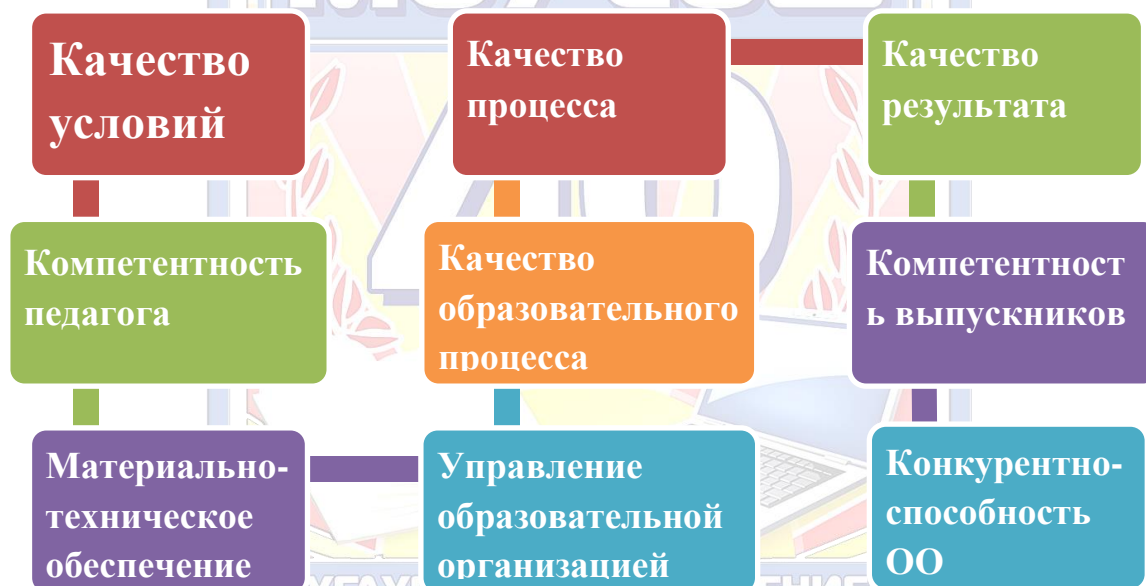 Качество
условий
Качество
процесса
Качество
результата
Компетентность
педагога
Качество
образовательного
процесса
Компетентност
ь выпускников
Материально-
техническое
обеспечение
Управление
образовательной
организацией
Конкурентно-
способность
ОО